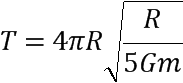 T = 4πR√(R/5Gm)